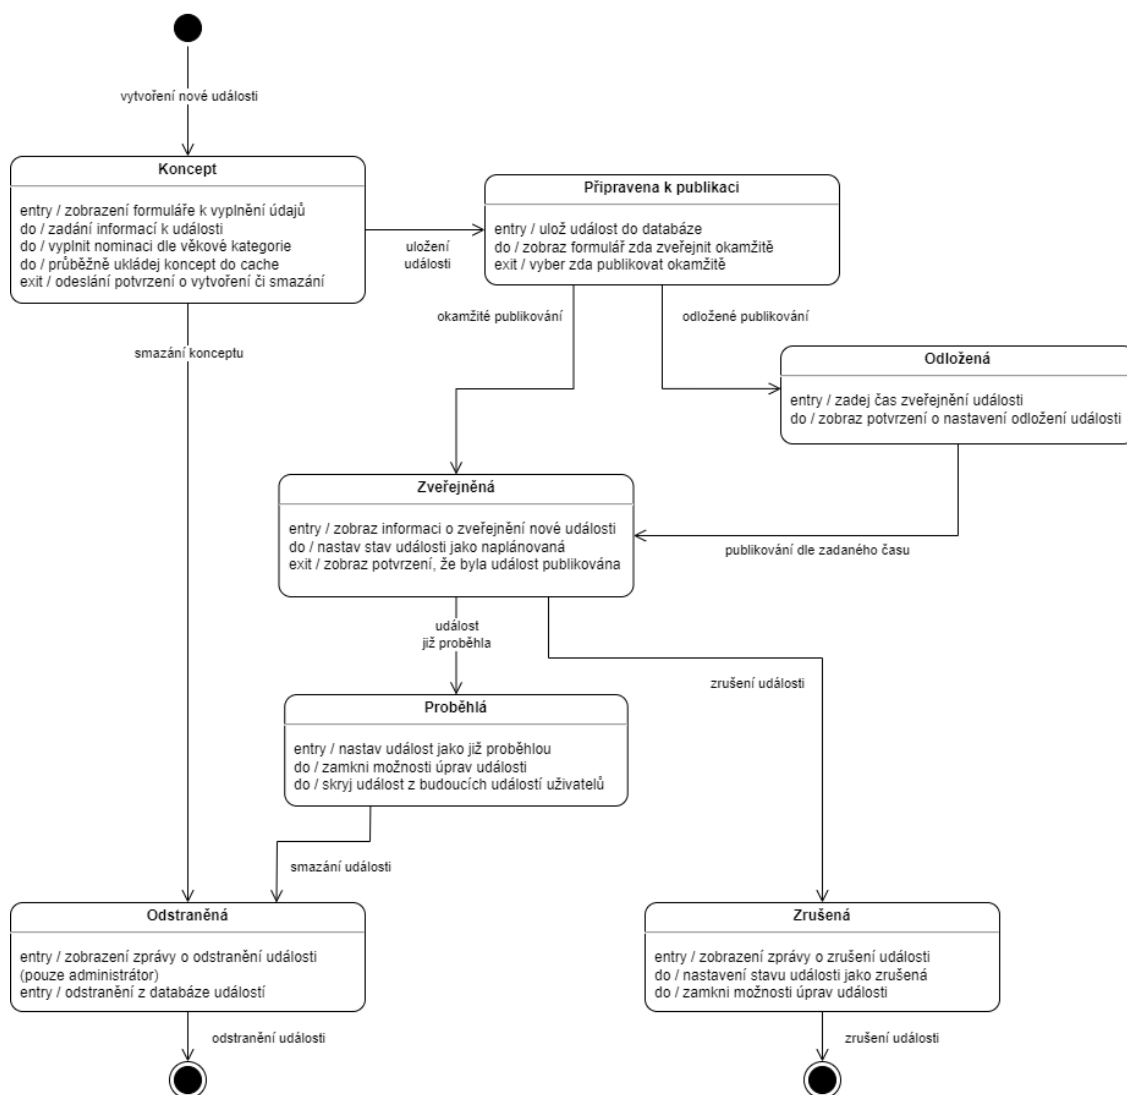 vytvoření nové události
Koncept
entry / zobrazení formuláře k vyplnění údajů
do / zadání informací k události
do / vyplnit nominaci dle věkové kategorie
do / průběžně ukládej koncept do cache
exit / odeslání potvrzení o vytvoření či smazání
uložení
události
Připravena k publikaci
entry / ulož událost do databáze
do / zobraz formulář zda zveřejnit okamžitě
exit / vyber zda publikovat okamžitě
okamžité publikování
odložené publikování
smazání konceptu
Odložená
entry / zadej čas zveřejnění události
do / zobraz potvrzení o nastavení odložení události
Zveřejněná
entry / zobraz informaci o zveřejnění nové události
do / nastav stav události jako naplánovaná
exit / zobraz potvrzení, že byla událost publikována
publikování dle zadaného času
událost
již proběhla
zrušení události
Proběhlá
entry / nastav událost jako již proběhlou
do / zamkni možnosti úprav události
do / skryj událost z budoucích událostí uživatelů
smazání události
Odstraněná
entry / zobrazení zprávy o odstranění události
(pouze administrátor)
entry / odstranění z databáze událostí
Zrušená
entry / zobrazení zprávy o zrušení události
do / nastavení stavu události jako zrušená
do / zamkni možnosti úprav události
odstranění události
zrušení události